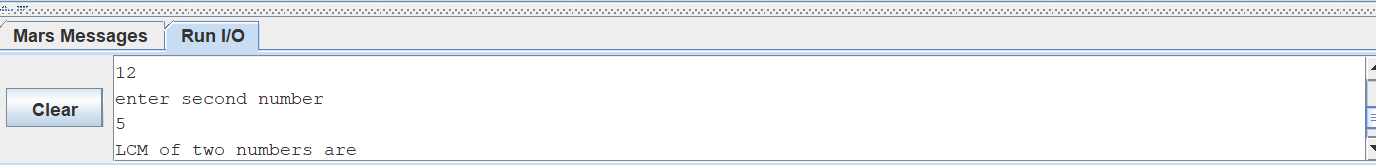 Mars Messages Run I/O
12
enter second number
Clear
5
LCM of two numbers are